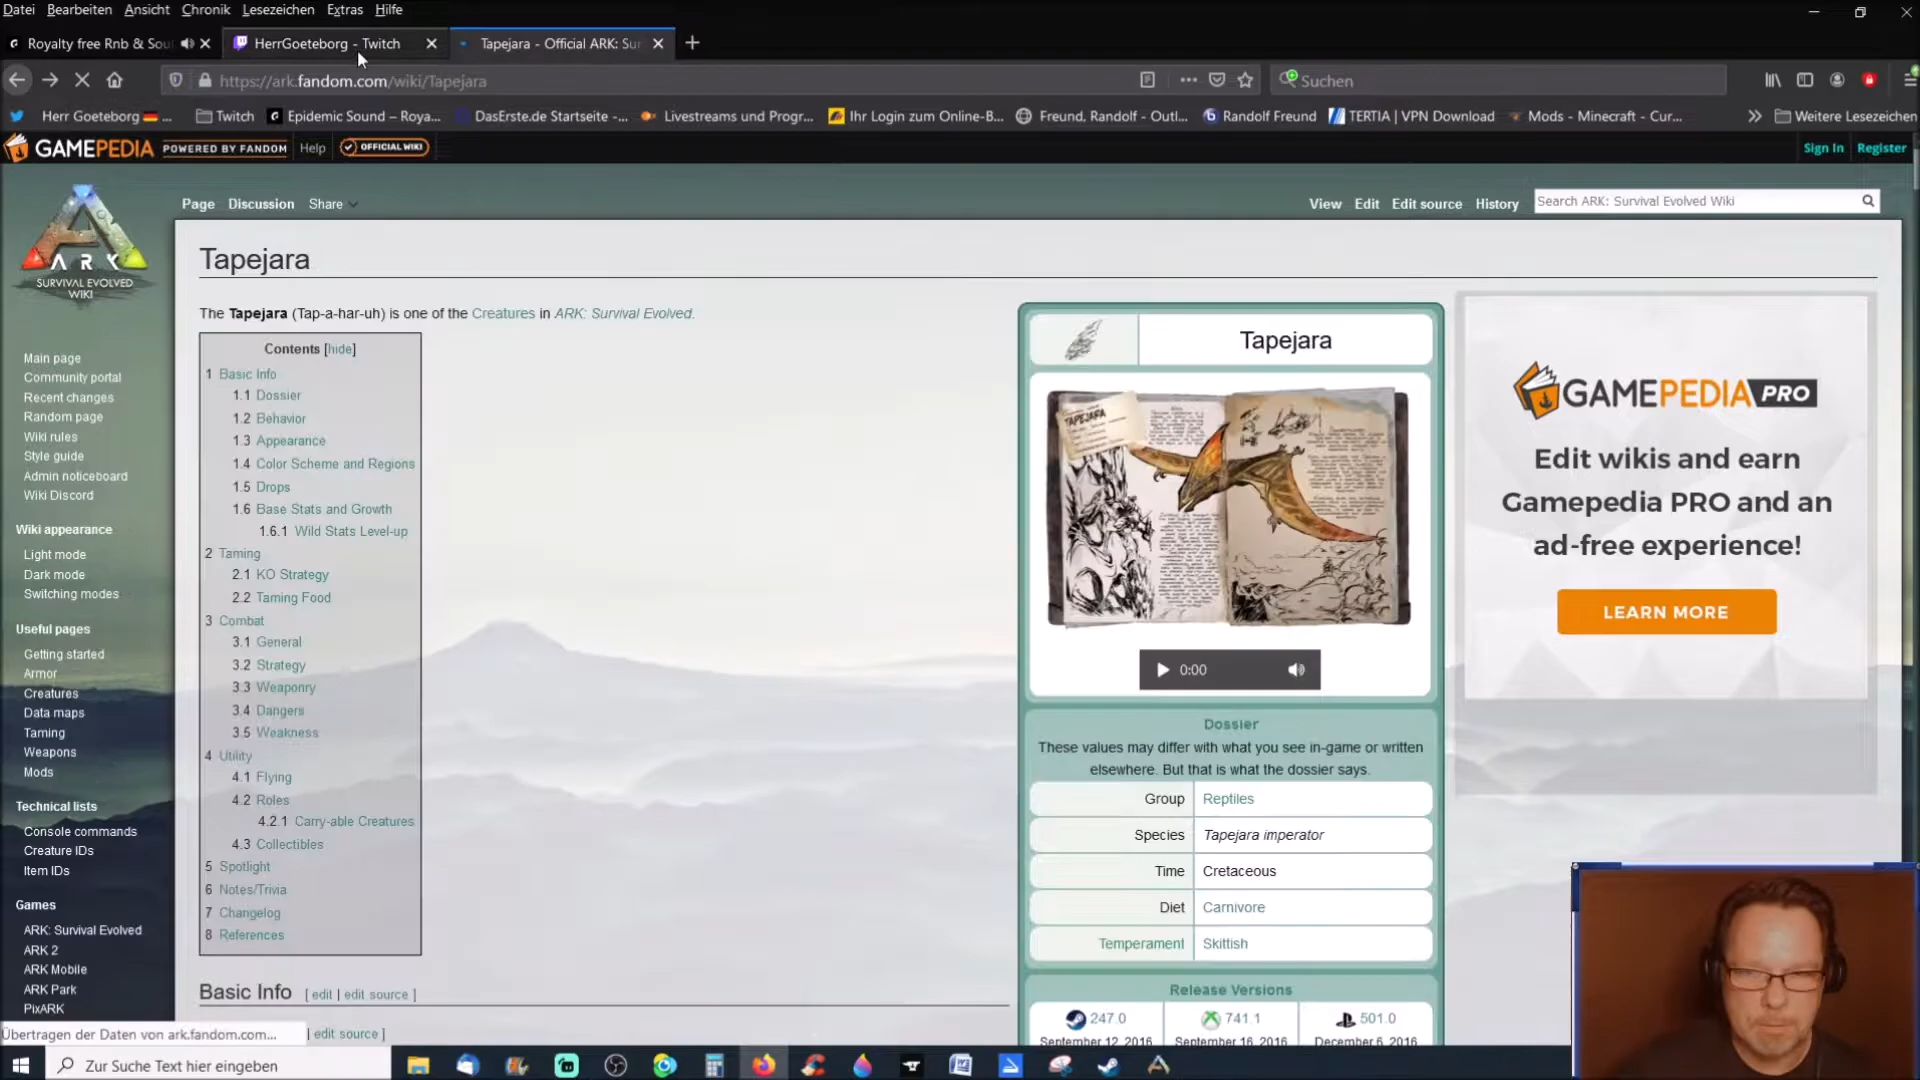 Datei Bearbeiten Ansicht Chronik Lesezeichen Extras Hilfe
Royalty free Rnb & Sou
HerrGoeteborg - Twitch
Tapejara - Official ARK: Sur
https://ark.fandom.com/wiki/Tapejara
Suchen
Herr Goeteborg ...
Twitch
Epidemic Sound – Roya...
DasErste.de Startseite -...
Livestreams und Progr...
Ihr Login zum Online-B...
Freund, Randolf - Outl...
Randolf Freund
TERTIA | VPN Download
Mods - Minecraft - Cur...
Weitere Lesezeichen
GAMEPEDIA POWERED BY FANDOM Help OFFICIAL WIKI
Sign In Register
Page Discussion Share
View Edit Edit source History
Search ARK: Survival Evolved Wiki
ARK
SURVIVAL EVOLVED
WIKI
Main page
Community portal
Recent changes
Random page
Wiki rules
Style guide
Admin noticeboard
Wiki Discord
Wiki appearance
Light mode
Dark mode
Switching modes
Useful pages
Getting started
Armor
Creatures
Data maps
Taming
Weapons
Mods
Technical lists
Console commands
Creature IDs
Item IDs
Games
ARK: Survival Evolved
ARK 2
ARK Mobile
ARK Park
PixARK
Tapejara
The Tapejara (Tap-a-har-uh) is one of the Creatures in ARK: Survival Evolved.
Contents [hide]
1 Basic Info
1.1 Dossier
1.2 Behavior
1.3 Appearance
1.4 Color Scheme and Regions
1.5 Drops
1.6 Base Stats and Growth
1.6.1 Wild Stats Level-up
2 Taming
2.1 KO Strategy
2.2 Taming Food
3 Combat
3.1 General
3.2 Strategy
3.3 Weaponry
3.4 Dangers
3.5 Weakness
4 Utility
4.1 Flying
4.2 Roles
4.2.1 Carry-able Creatures
4.3 Collectibles
5 Spotlight
6 Notes/Trivia
7 Changelog
8 References
Basic Info [ edit | edit source ]
| edit source ]
Tapejara
TAPEJARA
0:00
Dossier
These values may differ with what you see in-game or written
elsewhere. But that is what the dossier says.
Group Reptiles
Species Tapejara imperator
Time Cretaceous
Diet Carnivore
Temperament Skittish
Release Versions
247.0 741.1 501.0
September 12, 2016 September 16, 2016 December 6, 2016
GAMEPEDIA PRO
Edit wikis and earn
Gamepedia PRO and an
ad-free experience!
LEARN MORE
Übertragen der Daten von ark.fandom.com...
Zur Suche Text hier eingeben